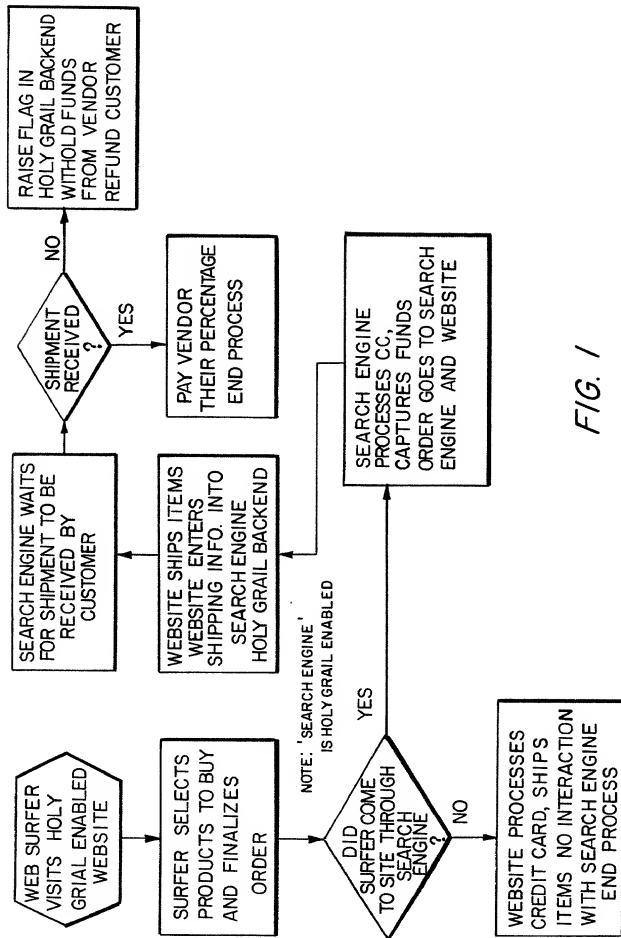 WEB SURFER
VISITS HOLY
GRIAL ENABLED
WEBSITE
SURFER SELECTS
PRODUCTS TO BUY
AND FINALIZES
ORDER
DID
SURFER COME
TO SITE THROUGH
SEARCH
ENGINE
?
NO
WEBSITE PROCESSES
CREDIT CARD, SHIPS
ITEMS NO INTERACTION
WITH SEARCH ENGINE
END PROCESS
YES
NOTE: 'SEARCH ENGINE'
IS HOLY GRAIL ENABLED
SEARCH ENGINE
PROCESSES CC,
CAPTURES FUNDS
ORDER GOES TO SEARCH
ENGINE AND WEBSITE
WEBSITE SHIPS ITEMS
WEBSITE ENTERS
SHIPPING INFO. INTO
SEARCH ENGINE
HOLY GRAIL BACKEND
SEARCH ENGINE WAITS
FOR SHIPMENT TO BE
RECEIVED BY
CUSTOMER
SHIPMENT
RECEIVED
?
YES
PAY VENDOR
THEIR PERCENTAGE
END PROCESS
NO
RAISE FLAG IN
HOLY GRAIL BACKEND
WITHOLD FUNDS
FROM VENDOR
REFUND CUSTOMER
FIG. 1